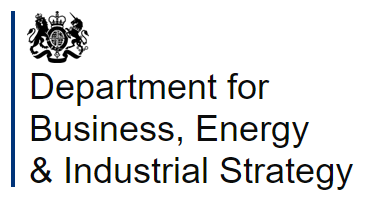 Department for
Business, Energy
& Industrial Strategy